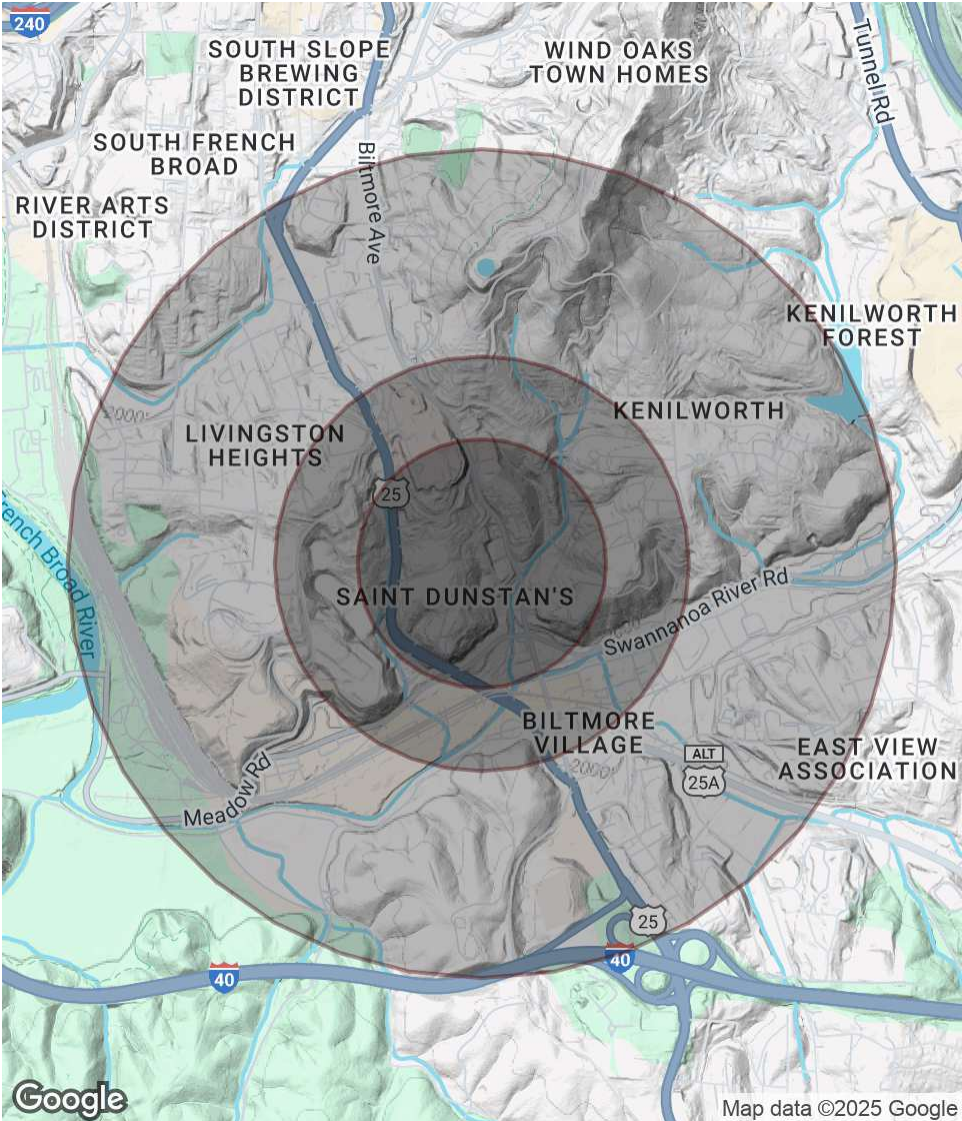 240
SOUTH SLOPE
BREWING
DISTRICT
WIND OAKS
TOWN HOMES
Tunnel Rd
SOUTH FRENCH
BROAD
Biltmore Ave
RIVER ARTS
DISTRICT
KENILWORTH
FOREST
2000'
KENILWORTH
LIVINGSTON
HEIGHTS
25
French Broad River
SAINT DUNSTAN'S
Swannanoa River Rd
BILTMORE
VILLAGE
2000'
ALT
25A
EAST VIEW
ASSOCIATION
Meadow Rd
25
40
40
Google
Map data ©2025 Google